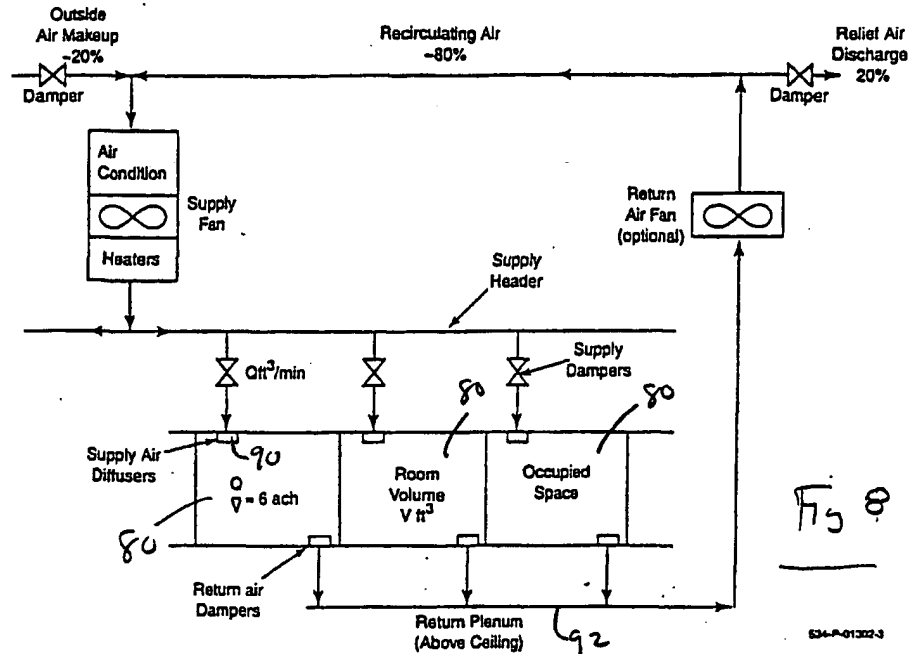 Outside
Air Makeup
~20%
Recirculating Air
~80%
Relief Air
Discharge
20%
Damper
Damper
Air
Condition
Supply
Fan
Heaters
Return
Air Fan
(optional)
Supply
Header
Qft³/min
Supply
Dampers
80
80
Supply Air
Diffusers
90
Q
V = 6 ach
Room
Volume
V ft³
Occupied
Space
80
Return air
Dampers
Return Plenum
(Above Ceiling)
92
Fig 8
534-P-01302-3